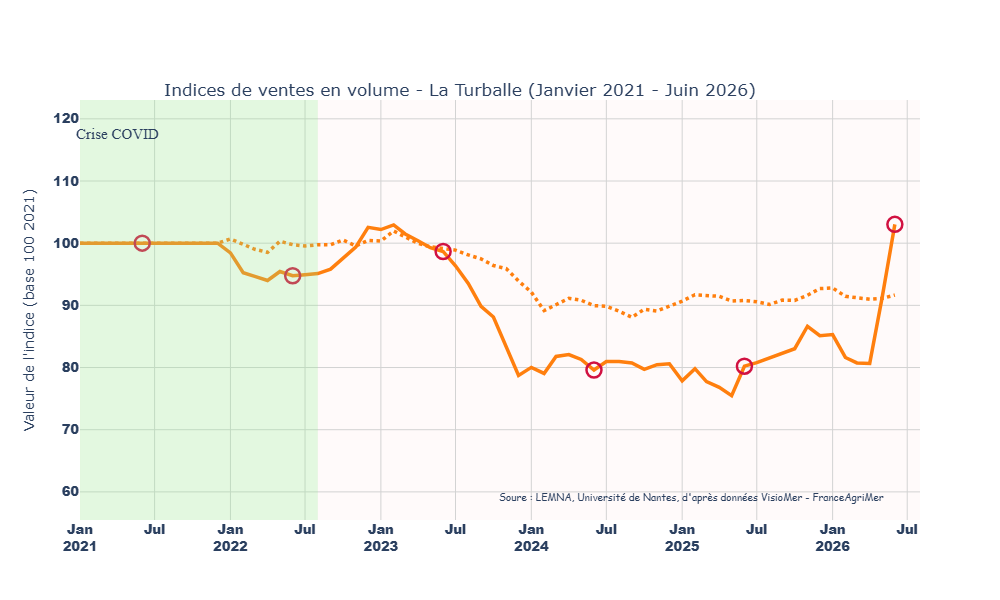 Indices de ventes en volume - La Turballe (Janvier 2021 - Juin 2026)
120
Crise COVID
110
100
90
80
70
60
Valeur de l'indice (base 100 2021)
Soure : LEMNA, Université de Nantes, d'après données VisioMer - FranceAgriMer
Jan Jul Jan Jul Jan Jul Jan Jul Jan Jul Jan Jul
2021 2022 2023 2024 2025 2026